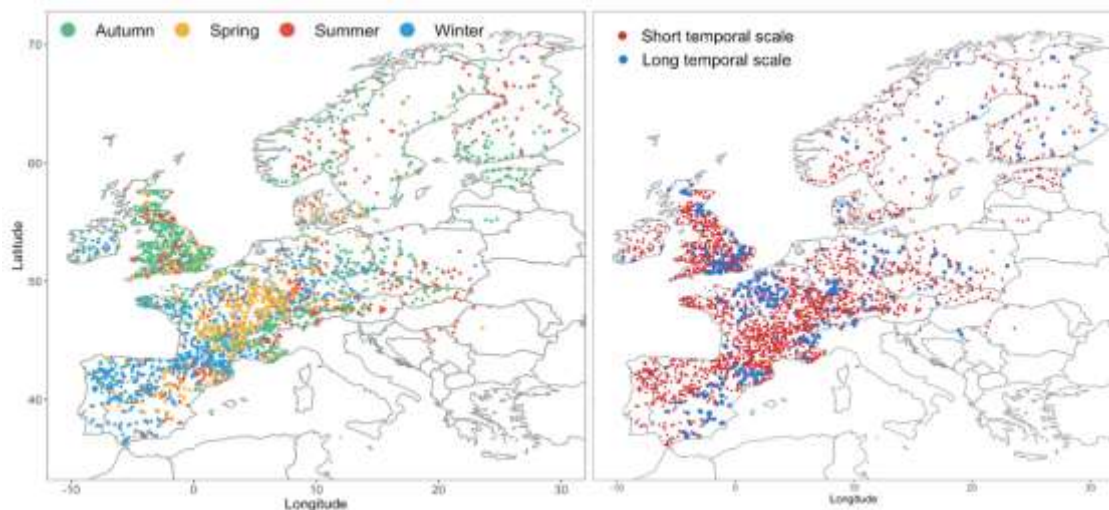 Autumn Spring Summer Winter
70
60
50
40
Latitude
-10 0 10 20 30
Longitude
Short temporal scale
Long temporal scale
-10 0 10 20 30
Longitude